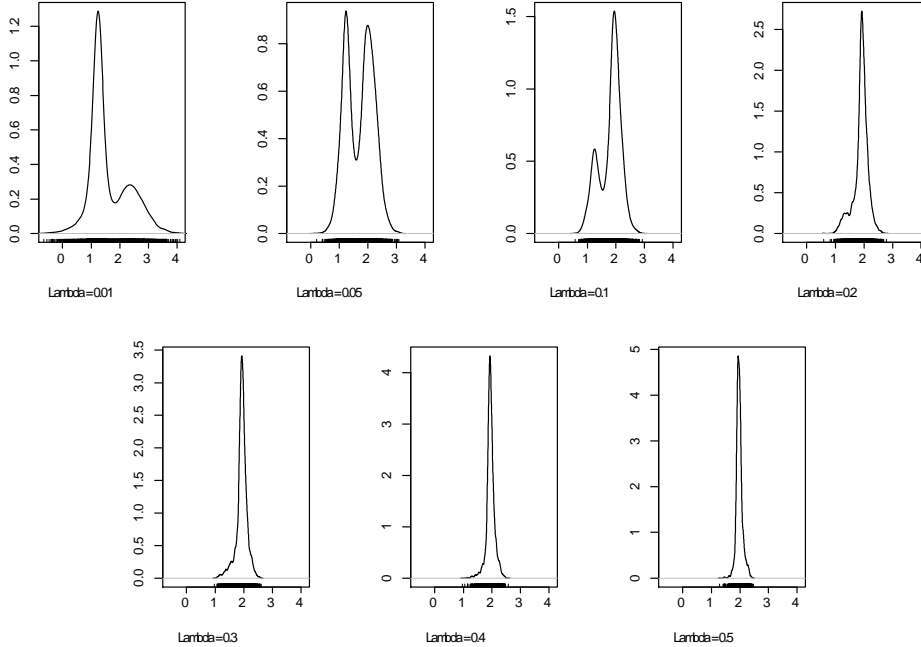 0.0 0.2 0.4 0.6 0.8 1.0 1.2
0 1 2 3 4
Lambda=0.01
0.0 0.2 0.4 0.6 0.8
0 1 2 3 4
Lambda=0.05
0.0 0.5 1.0 1.5
0 1 2 3 4
Lambda=0.1
0.0 0.5 1.0 1.5 2.0 2.5
0 1 2 3 4
Lambda=0.2
0.0 0.5 1.0 1.5 2.0 2.5 3.0 3.5
0 1 2 3 4
Lambda=0.3
0 1 2 3 4
0 1 2 3 4
Lambda=0.4
0 1 2 3 4 5
0 1 2 3 4
Lambda=0.5